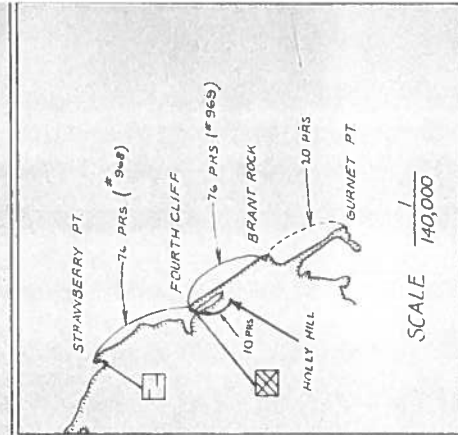 STRAWBERRY PT.
76 PRS (#968)
FOURTH CLIFF
76 PRS (#969)
BRANT ROCK
20 PRS
GURNET PT.
10 PRS
HOLLY HILL
SCALE 1
140,000